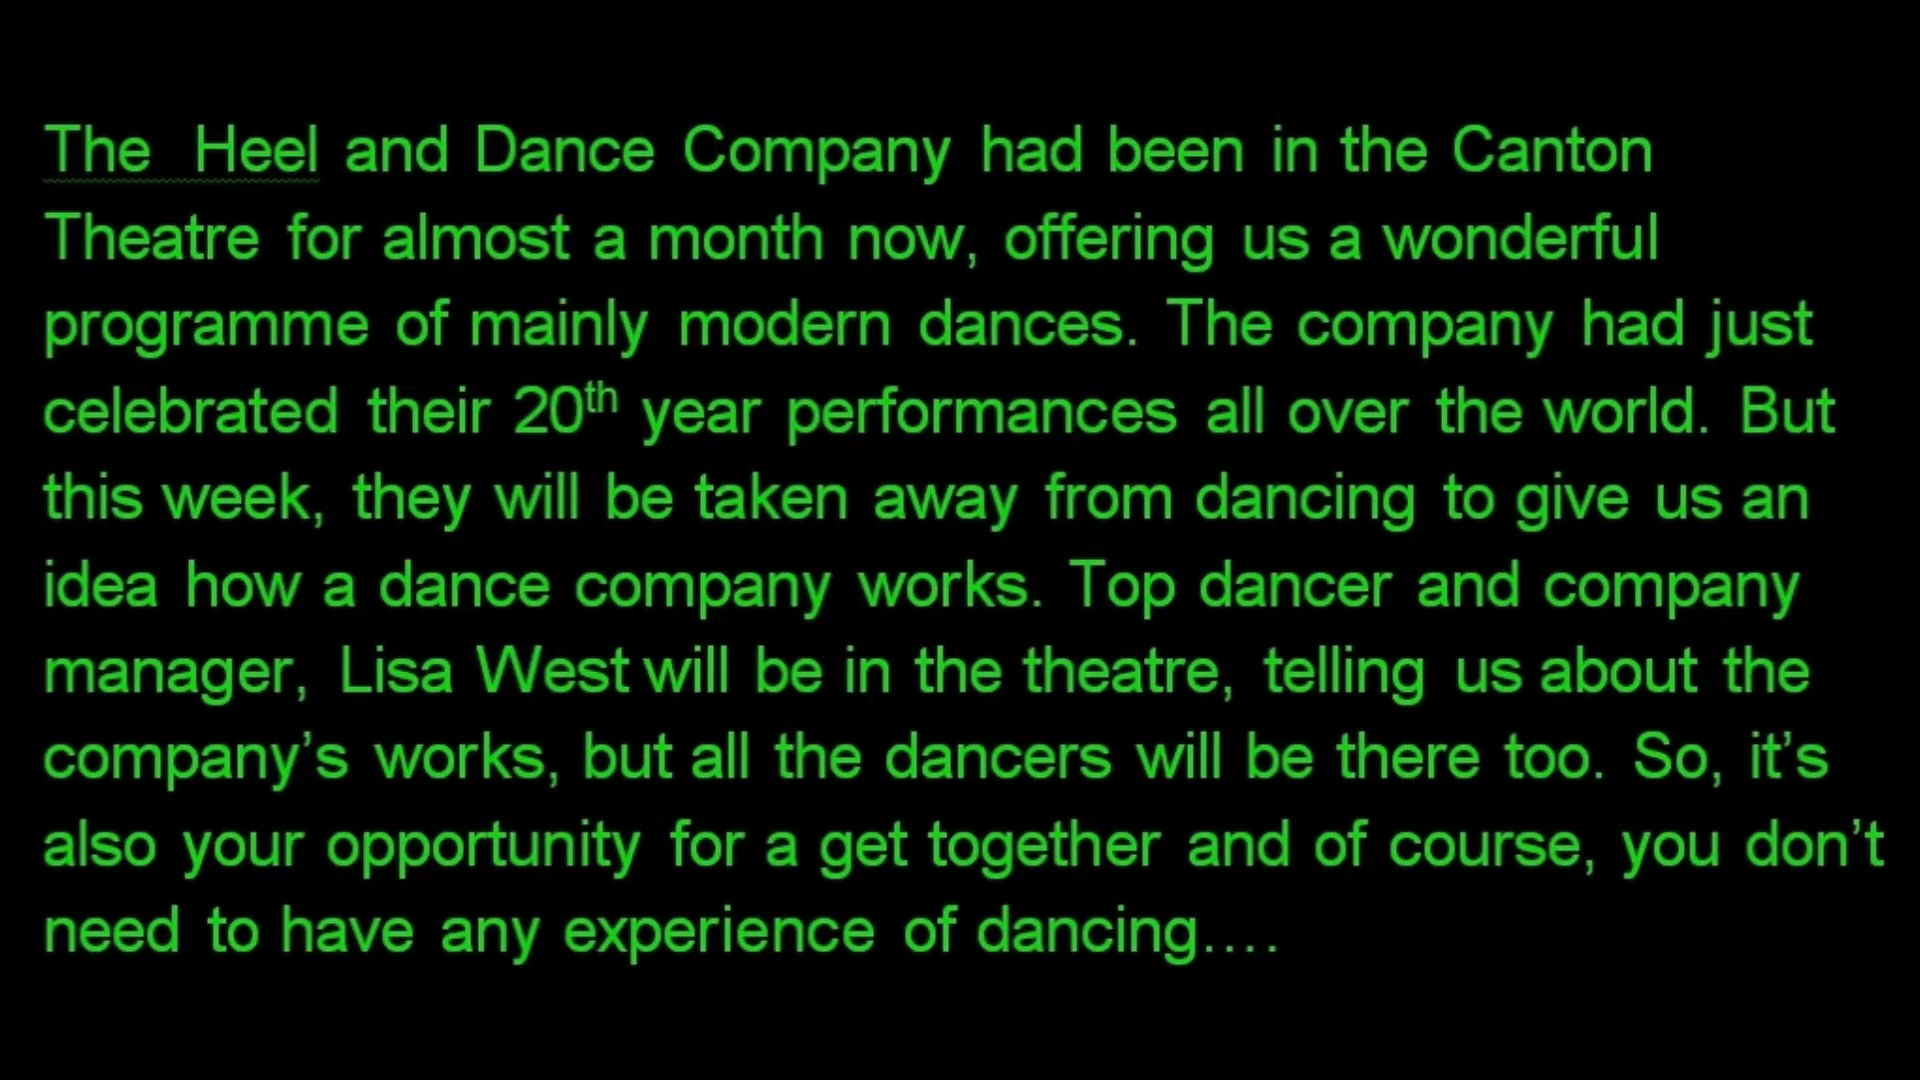 The Heel and Dance Company had been in the Canton
Theatre for almost a month now, offering us a wonderful
programme of mainly modern dances. The company had just
celebrated their 20th year performances all over the world. But
this week, they will be taken away from dancing to give us an
idea how a dance company works. Top dancer and company
manager, Lisa West will be in the theatre, telling us about the
company’s works, but all the dancers will be there too. So, it’s
also your opportunity for a get together and of course, you don’t
need to have any experience of dancing….